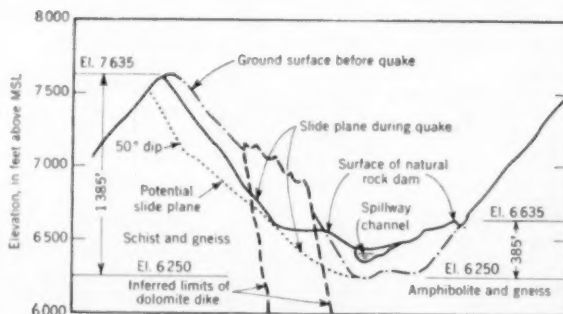 8000
El. 7635
Ground surface before quake
7500
Elevation, in feet above MSL
Slide plane during quake
50° dip
7000
Surface of natural
rock dam
Potential
slide plane
1385'
Spillway
channel
El. 6635
6500
Schist and gneiss
385'
El. 6250
El. 6250
Inferred limits of
dolomite dike
Amphibolite and gneiss
6000